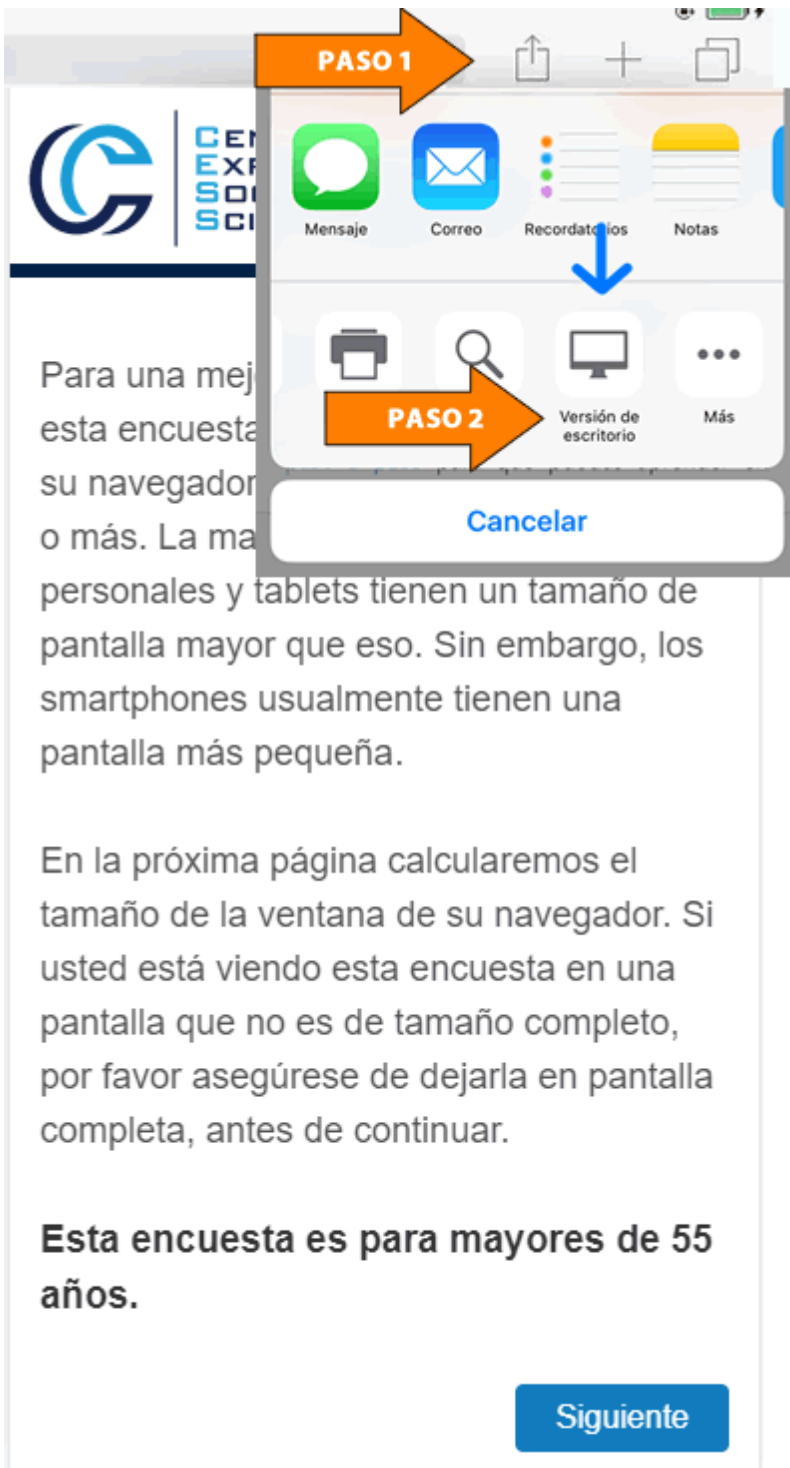 PASO 1
Mensaje
Correo
Recordatorios
Notas
PASO 2
Versión de
escritorio
Más
Cancelar
Para una
esta encuesta
su navegador
o más. La
personales y tablets tienen un tamaño de
pantalla mayor que eso. Sin embargo, los
smartphones usualmente tienen una
pantalla más pequeña.
En la próxima página calcularemos el
tamaño de la ventana de su navegador. Si
usted está viendo esta encuesta en una
pantalla que no es de tamaño completo,
por favor asegúrese de dejarla en pantalla
completa, antes de continuar.
Esta encuesta es para mayores de 55
años.
Siguiente